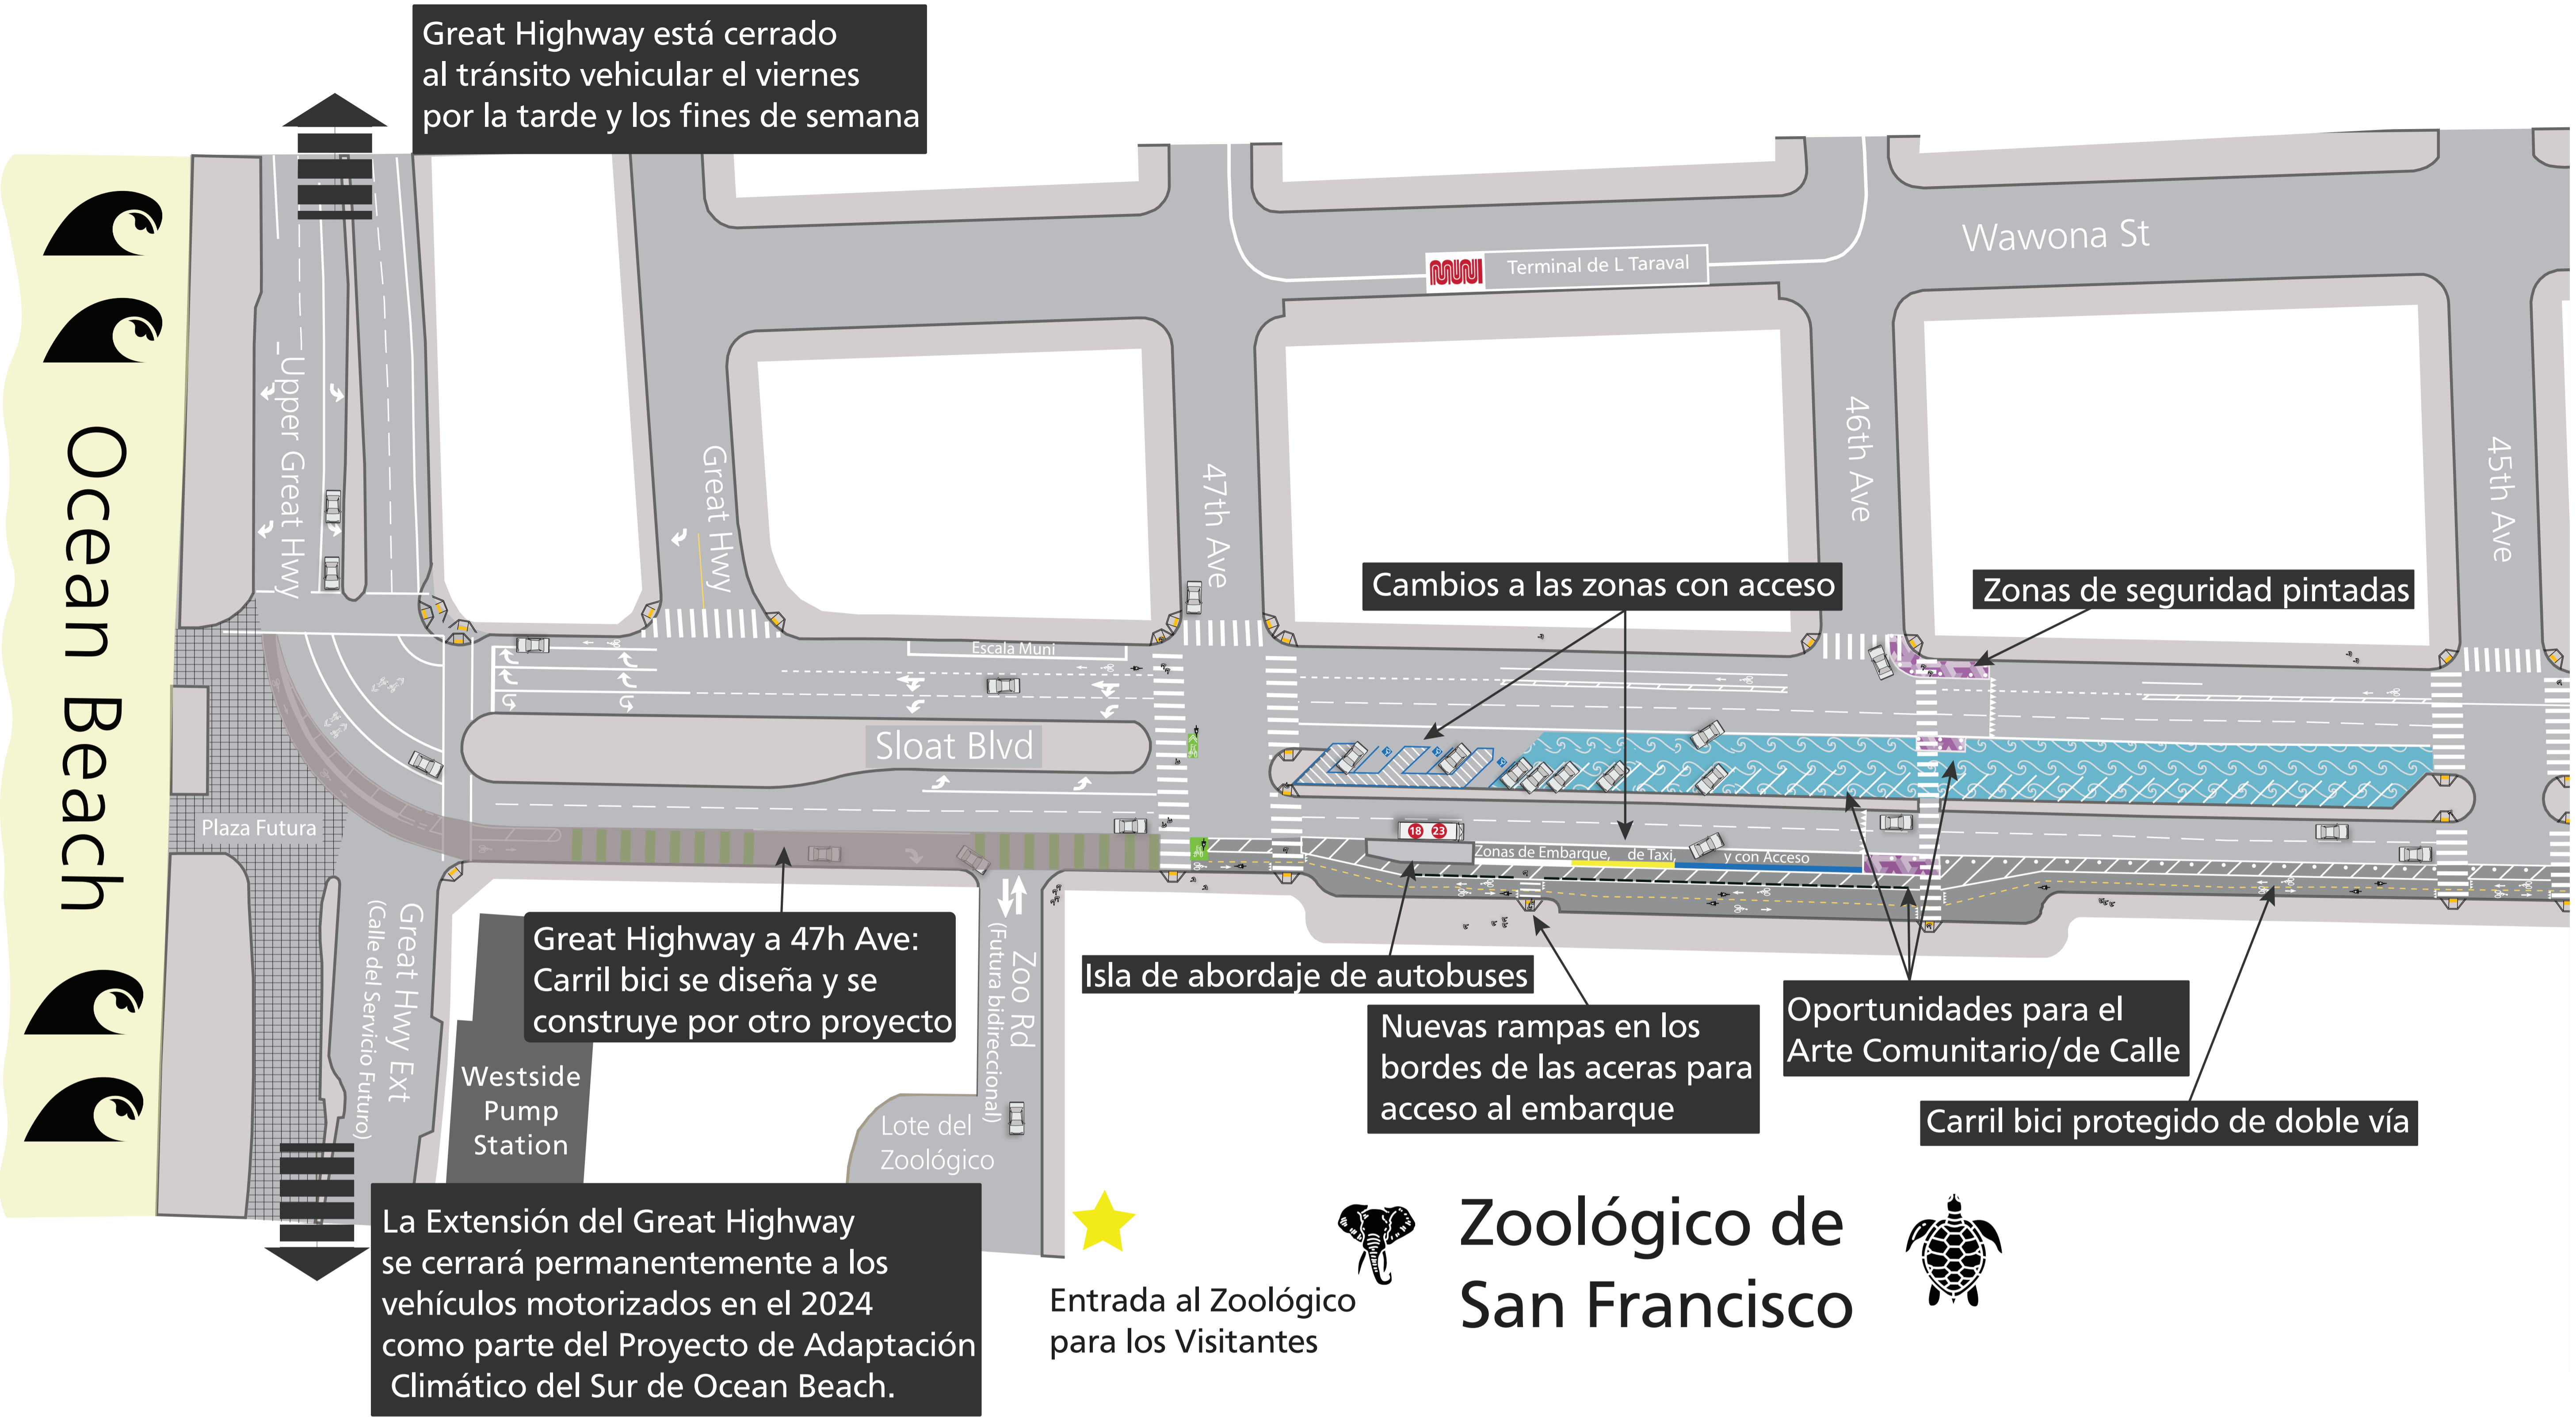 Great Highway está cerrado
al tránsito vehicular el viernes
por la tarde y los fines de semana
Wawona St
MUNI
Terminal de L Taraval
Upper Great Hwy
Great Hwy
47th Ave
46th Ave
45th Ave
Ocean Beach
Cambios a las zonas con acceso
Zonas de seguridad pintadas
Escala Muni
Sloat Blvd
Plaza Futura
18 23
Zonas de Embarque, de Taxi, y con Acceso
Great Hwy Ext
(Calle del Servicio Futuro)
Great Highway a 47h Ave:
Carril bici se diseña y se
construye por otro proyecto
Zoo Rd
(Futura bidireccional)
Isla de abordaje de autobuses
Nuevas rampas en los
bordes de las aceras para
acceso al embarque
Oportunidades para el
Arte Comunitario/de Calle
Carril bici protegido de doble vía
Westside
Pump
Station
Lote del
Zoológico
La Extensión del Great Highway
se cerrará permanentemente a los
vehículos motorizados en el 2024
como parte del Proyecto de Adaptación
Climático del Sur de Ocean Beach.
Entrada al Zoológico
para los Visitantes
Zoológico de
San Francisco